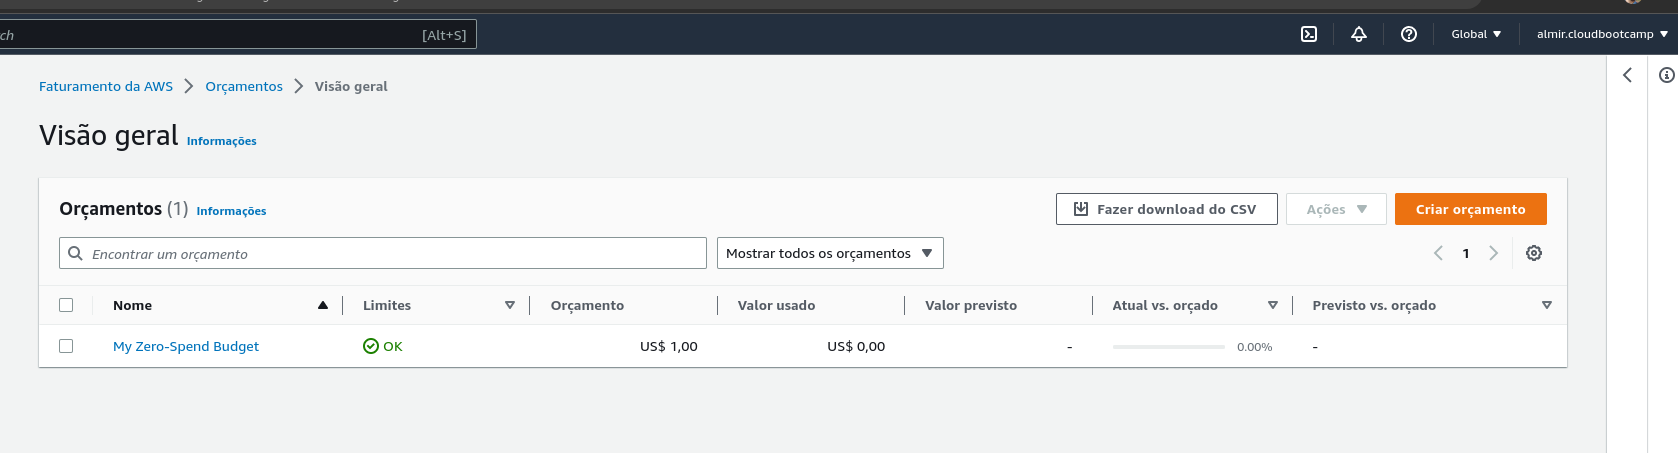 ch [Alt+S] Global almir.cloudbootcamp
Faturamento da AWS Orçamentos Visão geral
Visão geral Informações
Orçamentos (1) Informações Fazer download do CSV Ações Criar orçamento
Encontrar um orçamento Mostrar todos os orçamentos 1
Nome Limites Orçamento Valor usado Valor previsto Atual vs. orçado Previsto vs. orçado
My Zero-Spend Budget OK US$ 1,00 US$ 0,00 - 0.00% -